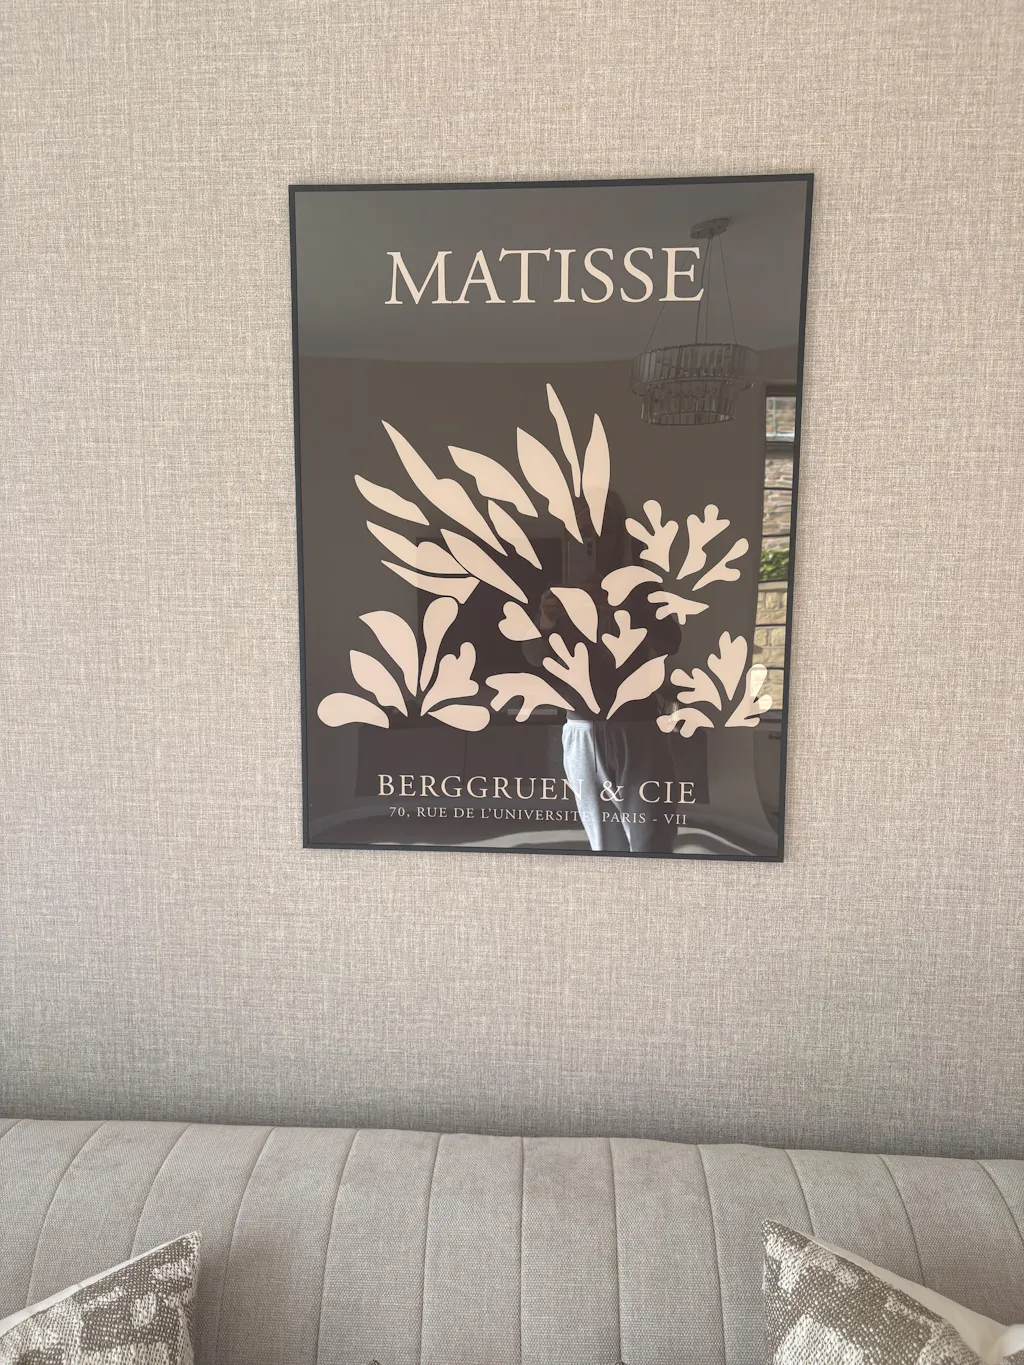 MATISSE
BERGGRUEN & CIE
70, RUE DE L'UNIVERSITE, PARIS - VII